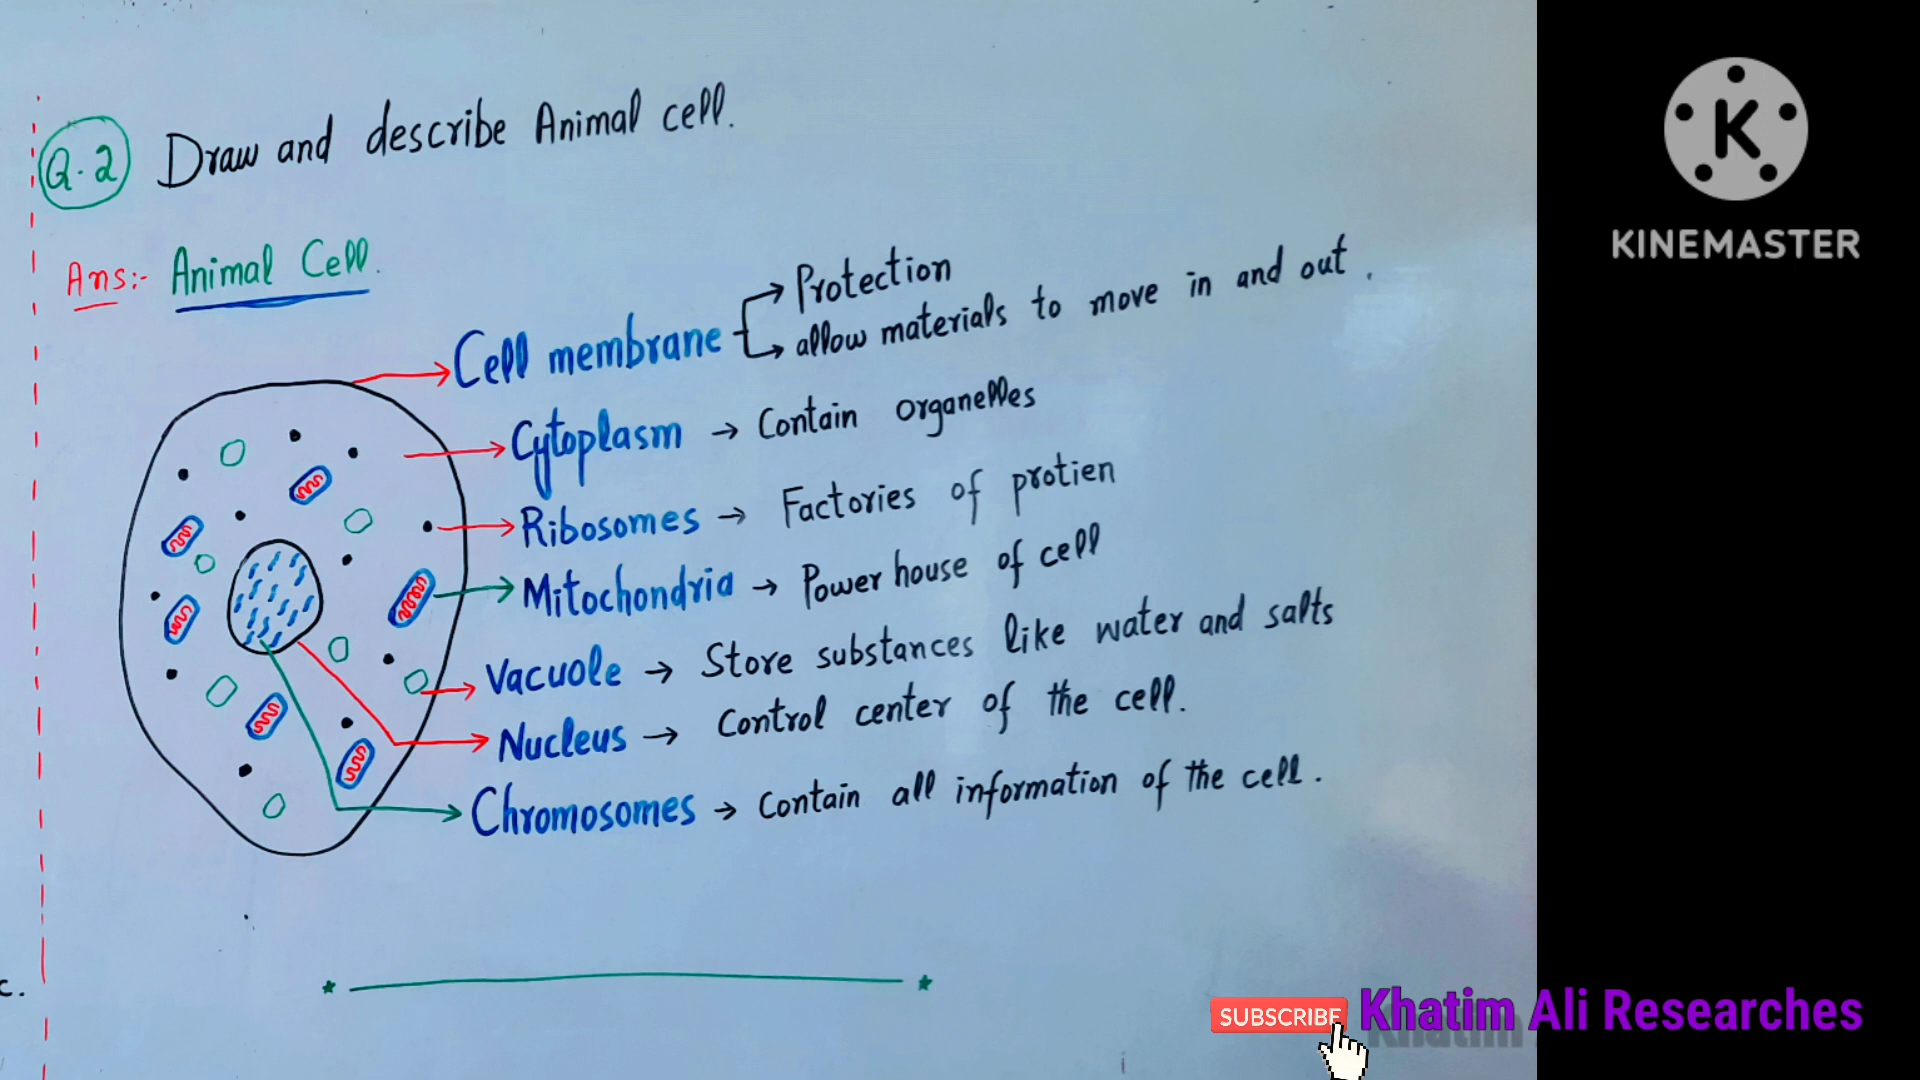 Q.2 Draw and describe Animal cell.
Ans:- Animal Cell.
Cell membrane → Protection
→ allow materials to move in and out.
Cytoplasm → Contain organelles
Ribosomes → Factories of protien
Mitochondria → Power house of cell
Vacuole → Store substances like water and salts
Nucleus → Control center of the cell.
Chromosomes → Contain all information of the cell.
c.
K
KINEMASTER
SUBSCRIBE
Khatim Ali Researches